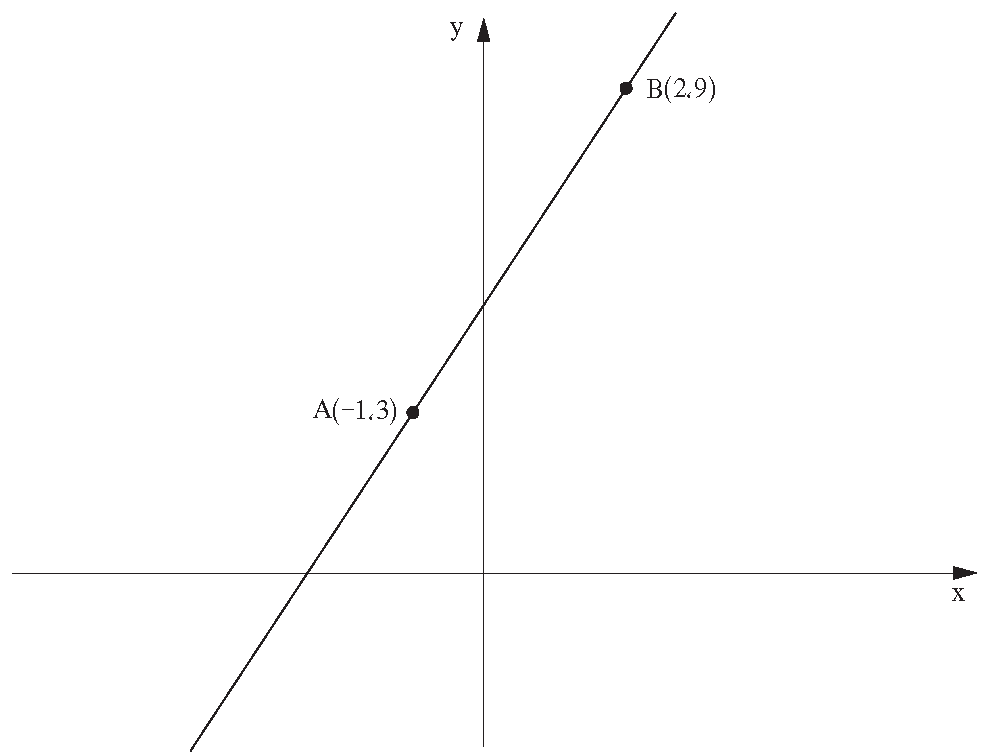 y
B(2,9)
A(−1,3)
x